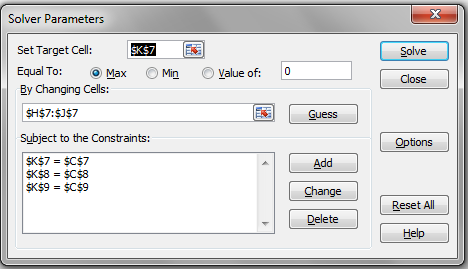 Solver Parameters
Set Target Cell: $K$7 Solve
Equal To: Max Min Value of: 0 Close
By Changing Cells:
$H$7:$J$7 Guess
Subject to the Constraints: Options
$K$7 = $C$7 Add
$K$8 = $C$8
$K$9 = $C$9 Change
Reset All
Delete
Help